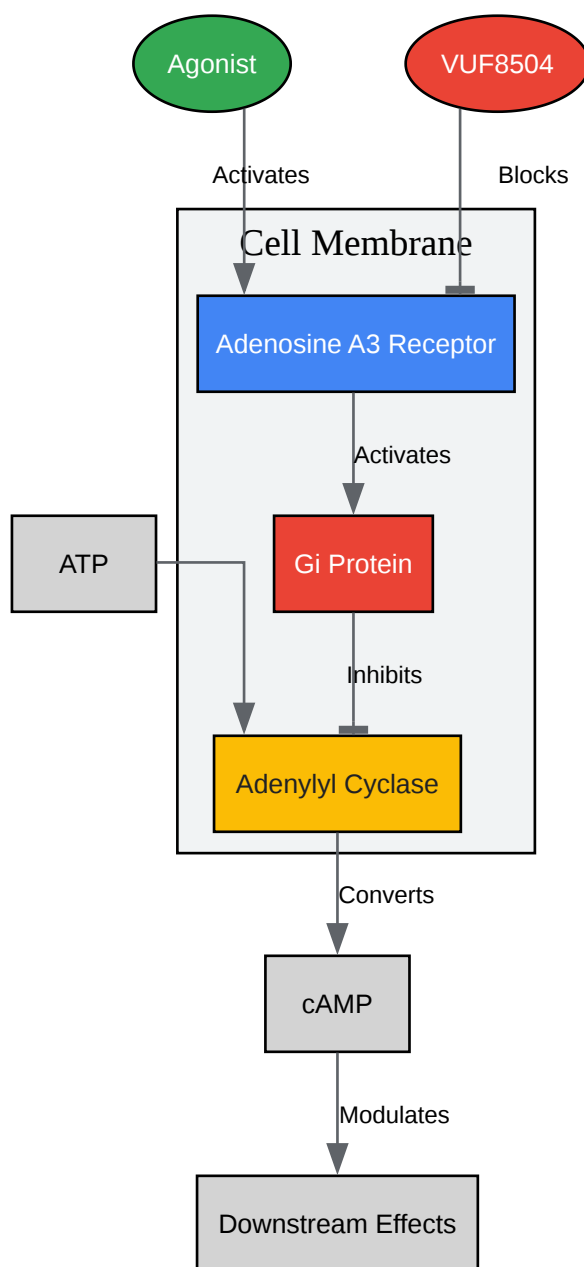 Agonist
VUF8504
Activates
Blocks
Cell Membrane
Adenosine A3 Receptor
Activates
ATP
Gi Protein
Inhibits
Adenylyl Cyclase
Converts
cAMP
Modulates
Downstream Effects